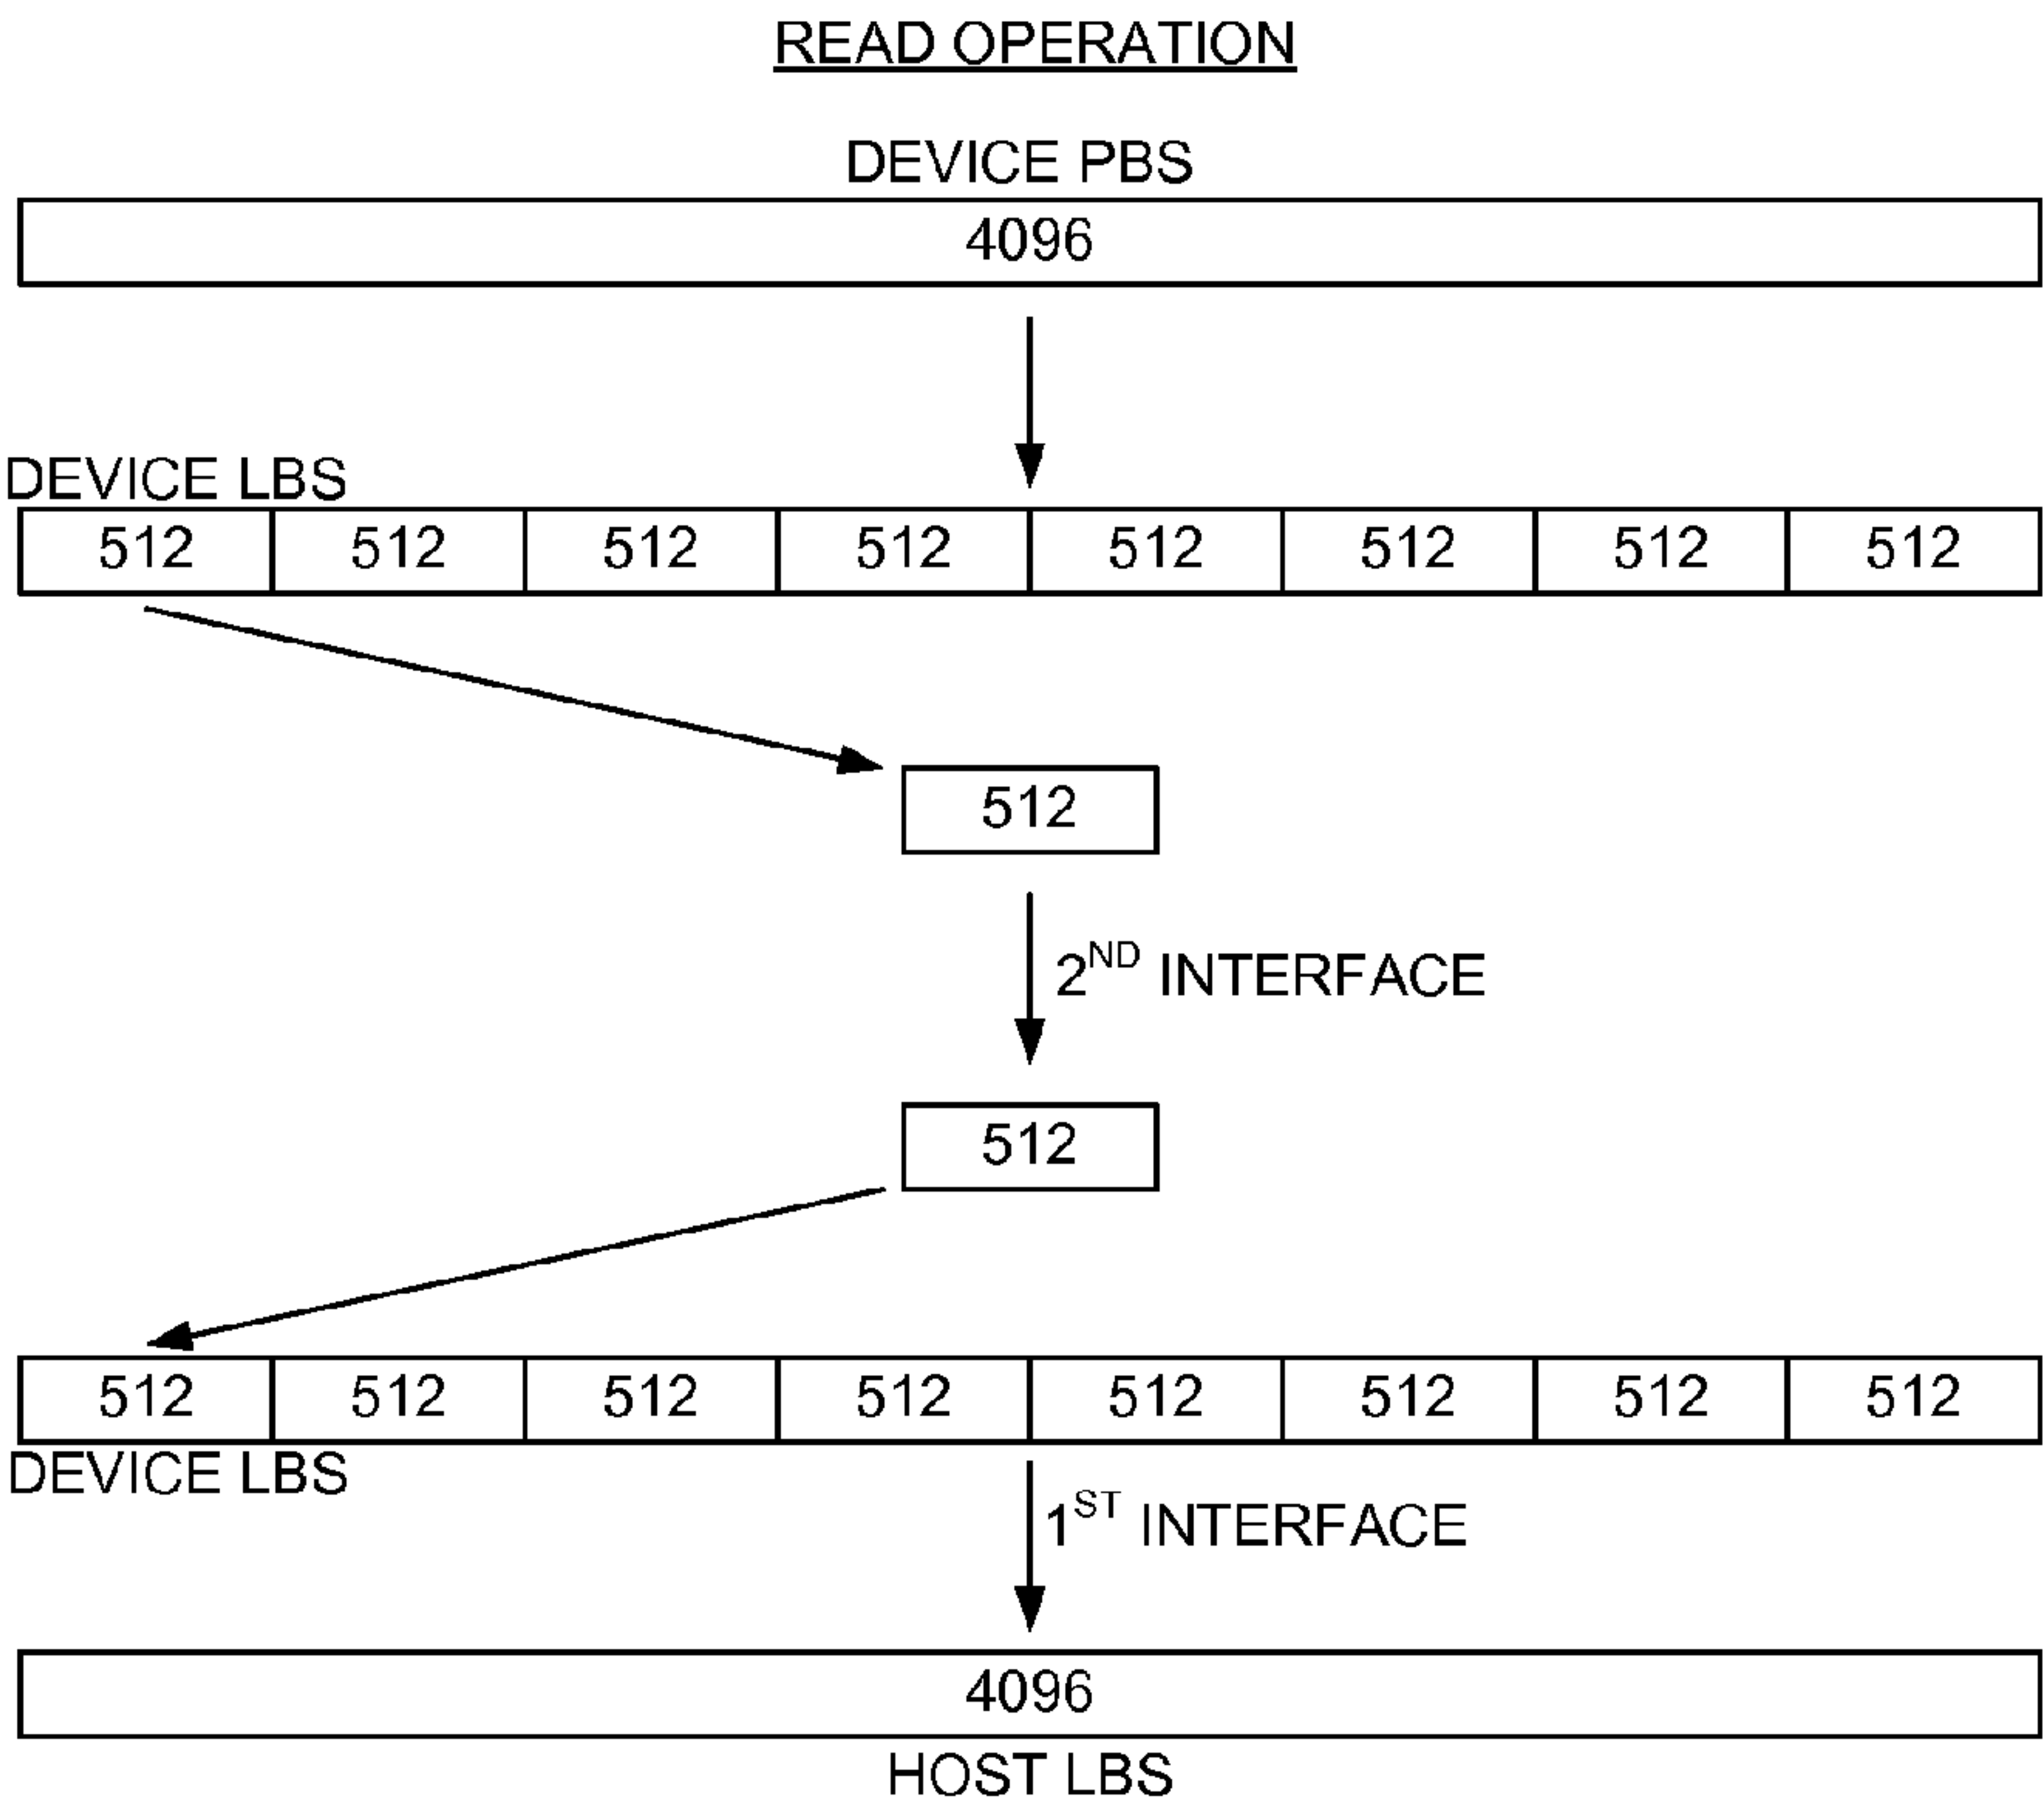 READ OPERATION
DEVICE PBS
4096
DEVICE LBS
512 512 512 512 512 512 512 512
512
2ND INTERFACE
512
512 512 512 512 512 512 512 512
DEVICE LBS
1ST INTERFACE
4096
HOST LBS